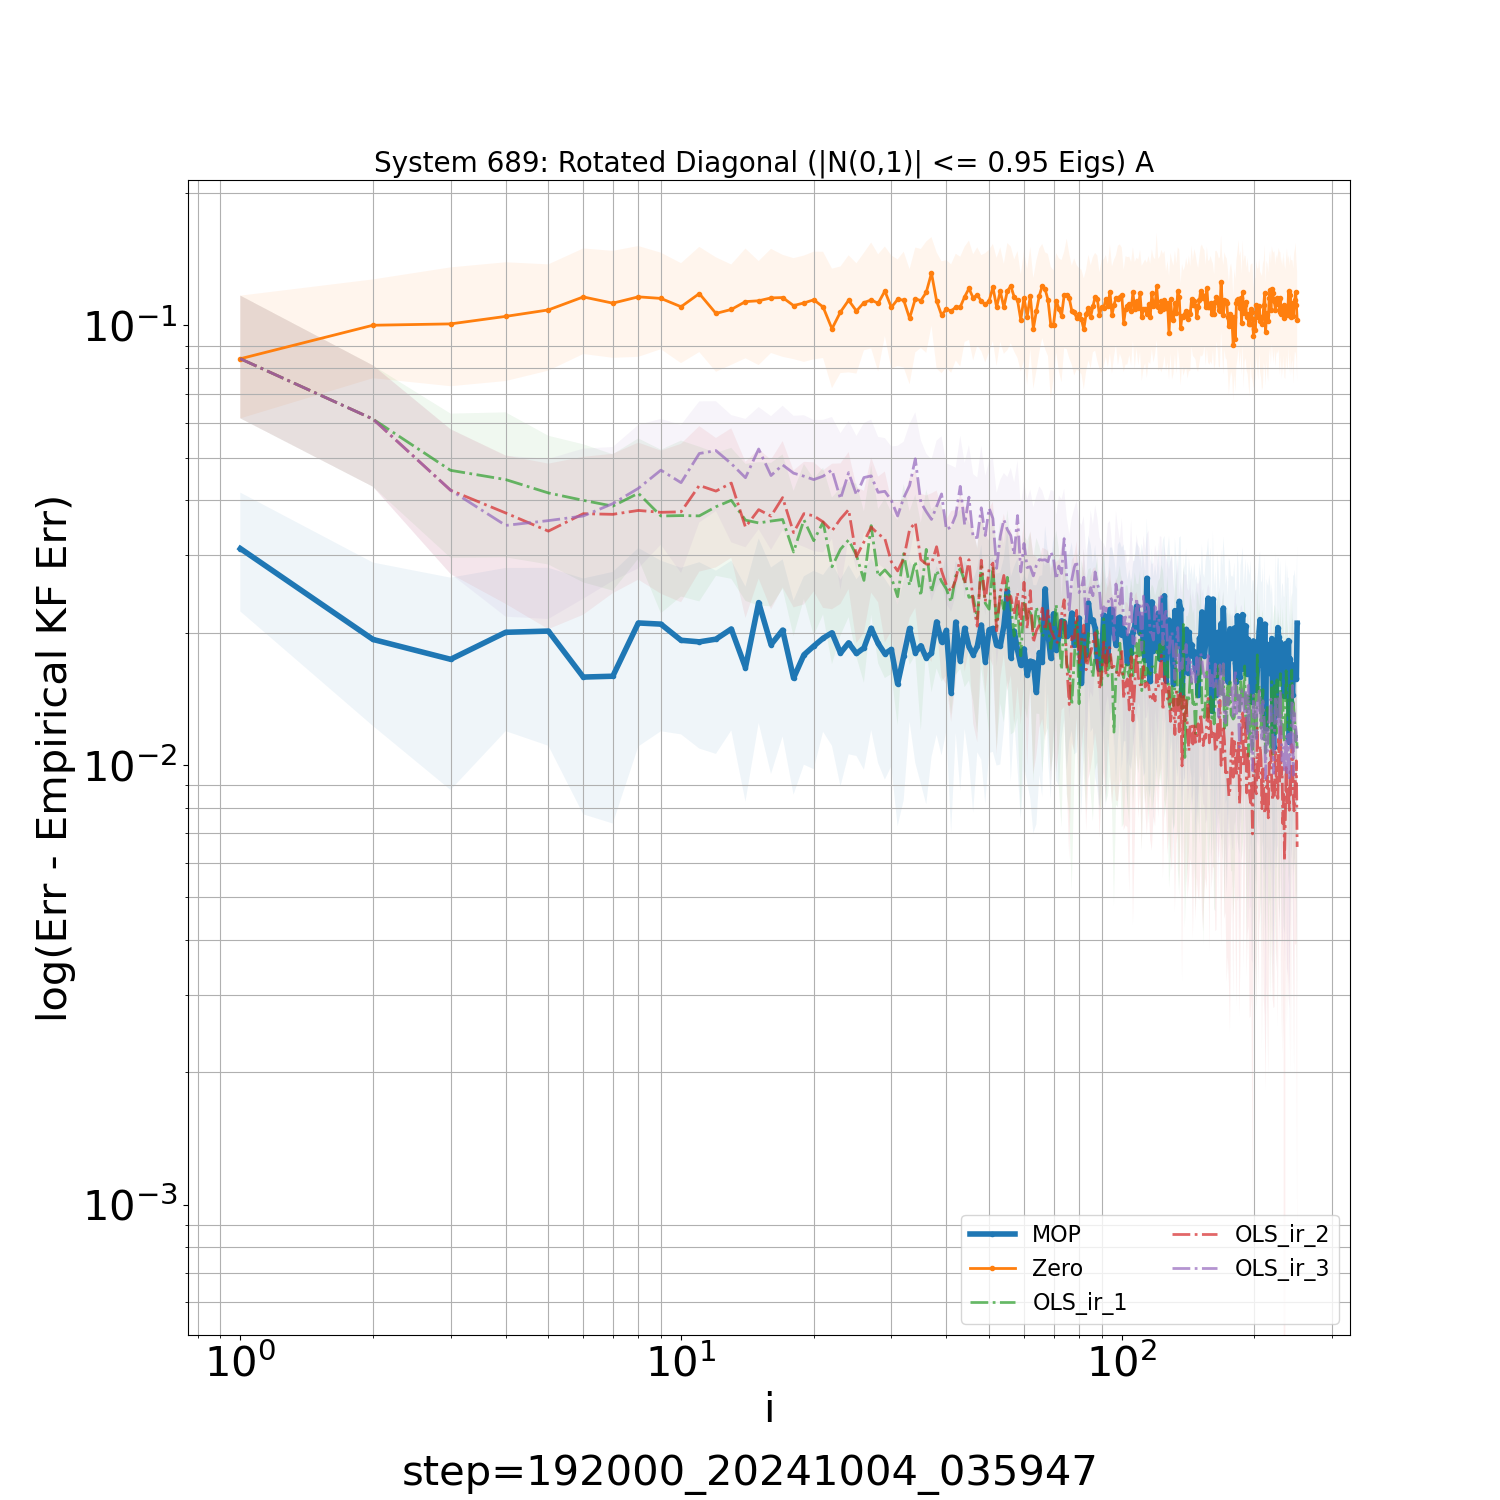 System 689: Rotated Diagonal (|N(0,1)| <= 0.95 Eigs) A
log(Err - Empirical KF Err)
10⁻¹
10⁻²
10⁻³
MOP
Zero
OLS_ir_1
OLS_ir_2
OLS_ir_3
10⁰ 10¹ 10²
i
step=192000_20241004_035947